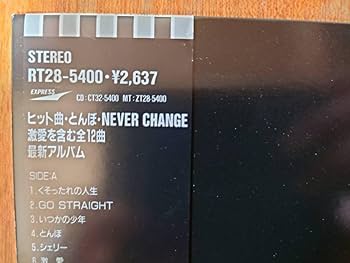 STEREO
RT28-5400・¥2,637
EXPRESS
CD:CT32-5400 MT:ZT28-5400
ヒット曲・とんぼ・NEVER CHANGE
激愛を含む全12曲
最新アルバム
SIDE:A
1.くそったれの人生
2.GO STRAIGHT
3.いつかの少年
4.とんぼ
5.シェリー
6.激 愛